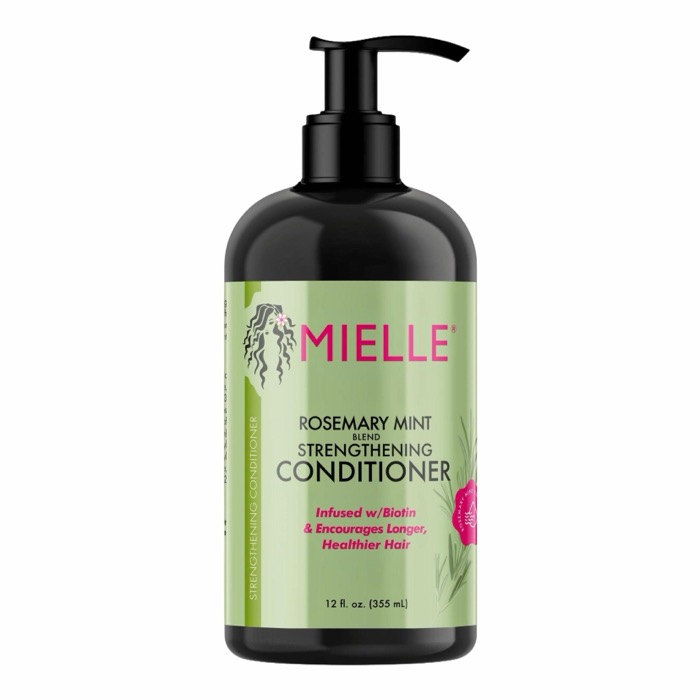 MIELLE®
ROSEMARY MINT
BLEND
STRENGTHENING
CONDITIONER
Infused w/Biotin
& Encourages Longer,
Healthier Hair
12 fl. oz. (355 mL)
STRENGTHENING CONDITIONER
ROSEMARY